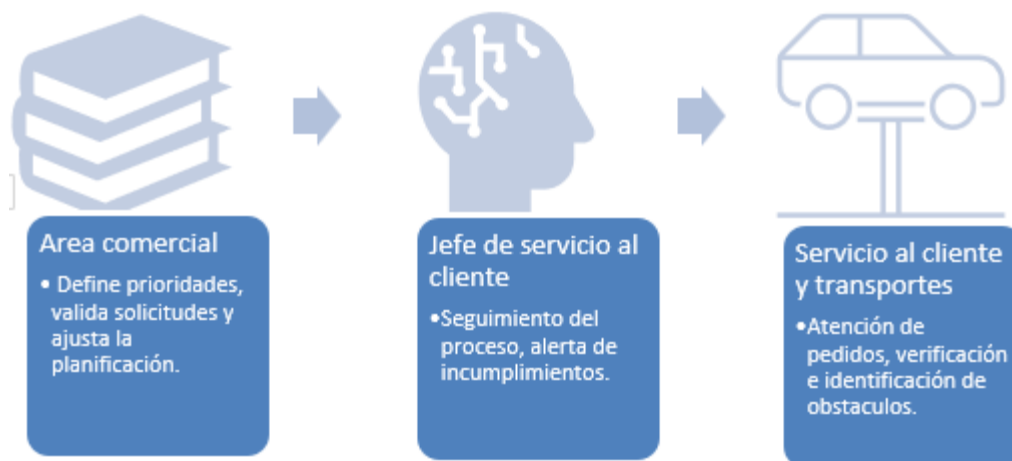 Area comercial
• Define prioridades,
valida solicitudes y
ajusta la
planificación.
Jefe de servicio al
cliente
•Seguimiento del
proceso, alerta de
incumplimientos.
Servicio al cliente
y transportes
•Atención de
pedidos, verificación
e identificación de
obstaculos.